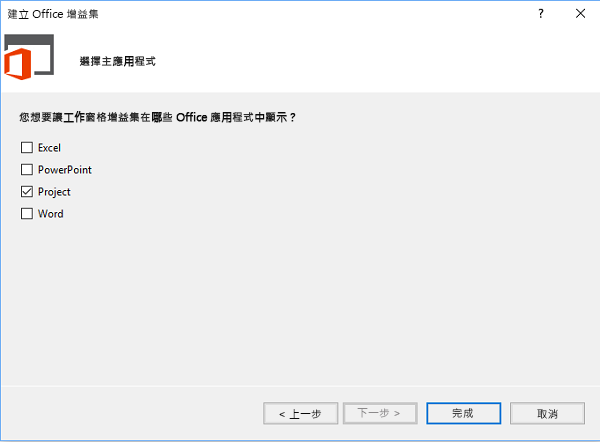 建立 Office 增益集
?
選擇主應用程式
您想要讓工作窗格增益集在哪些 Office 應用程式中顯示？
Excel
PowerPoint
Project
Word
< 上一步 下一步 > 完成 取消